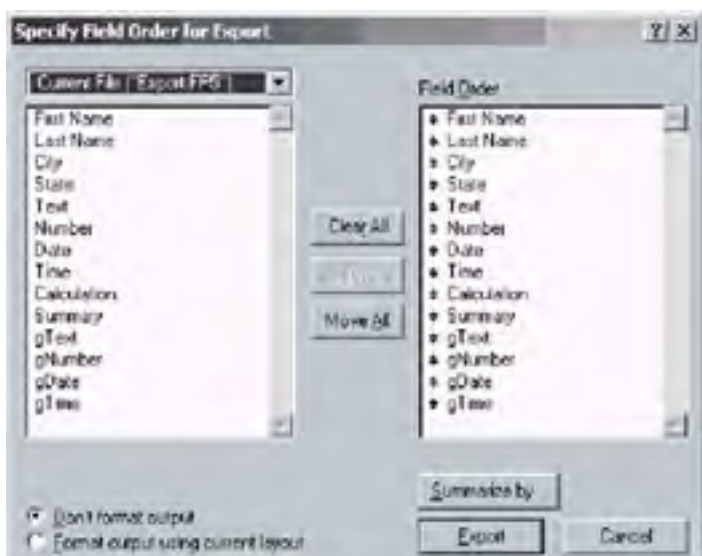 Specify Field Order for Export
Current File ( Export.FP5 )
First Name
Last Name
City
State
Text
Number
Date
Time
Calculation
Summary
gText
gNumber
gDate
gTime
Clear All
Move All
Field Order
First Name
Last Name
City
State
Text
Number
Date
Time
Calculation
Summary
gText
gNumber
gDate
gTime
Summarize by
Don't format output
Format output using current layout
Export
Cancel